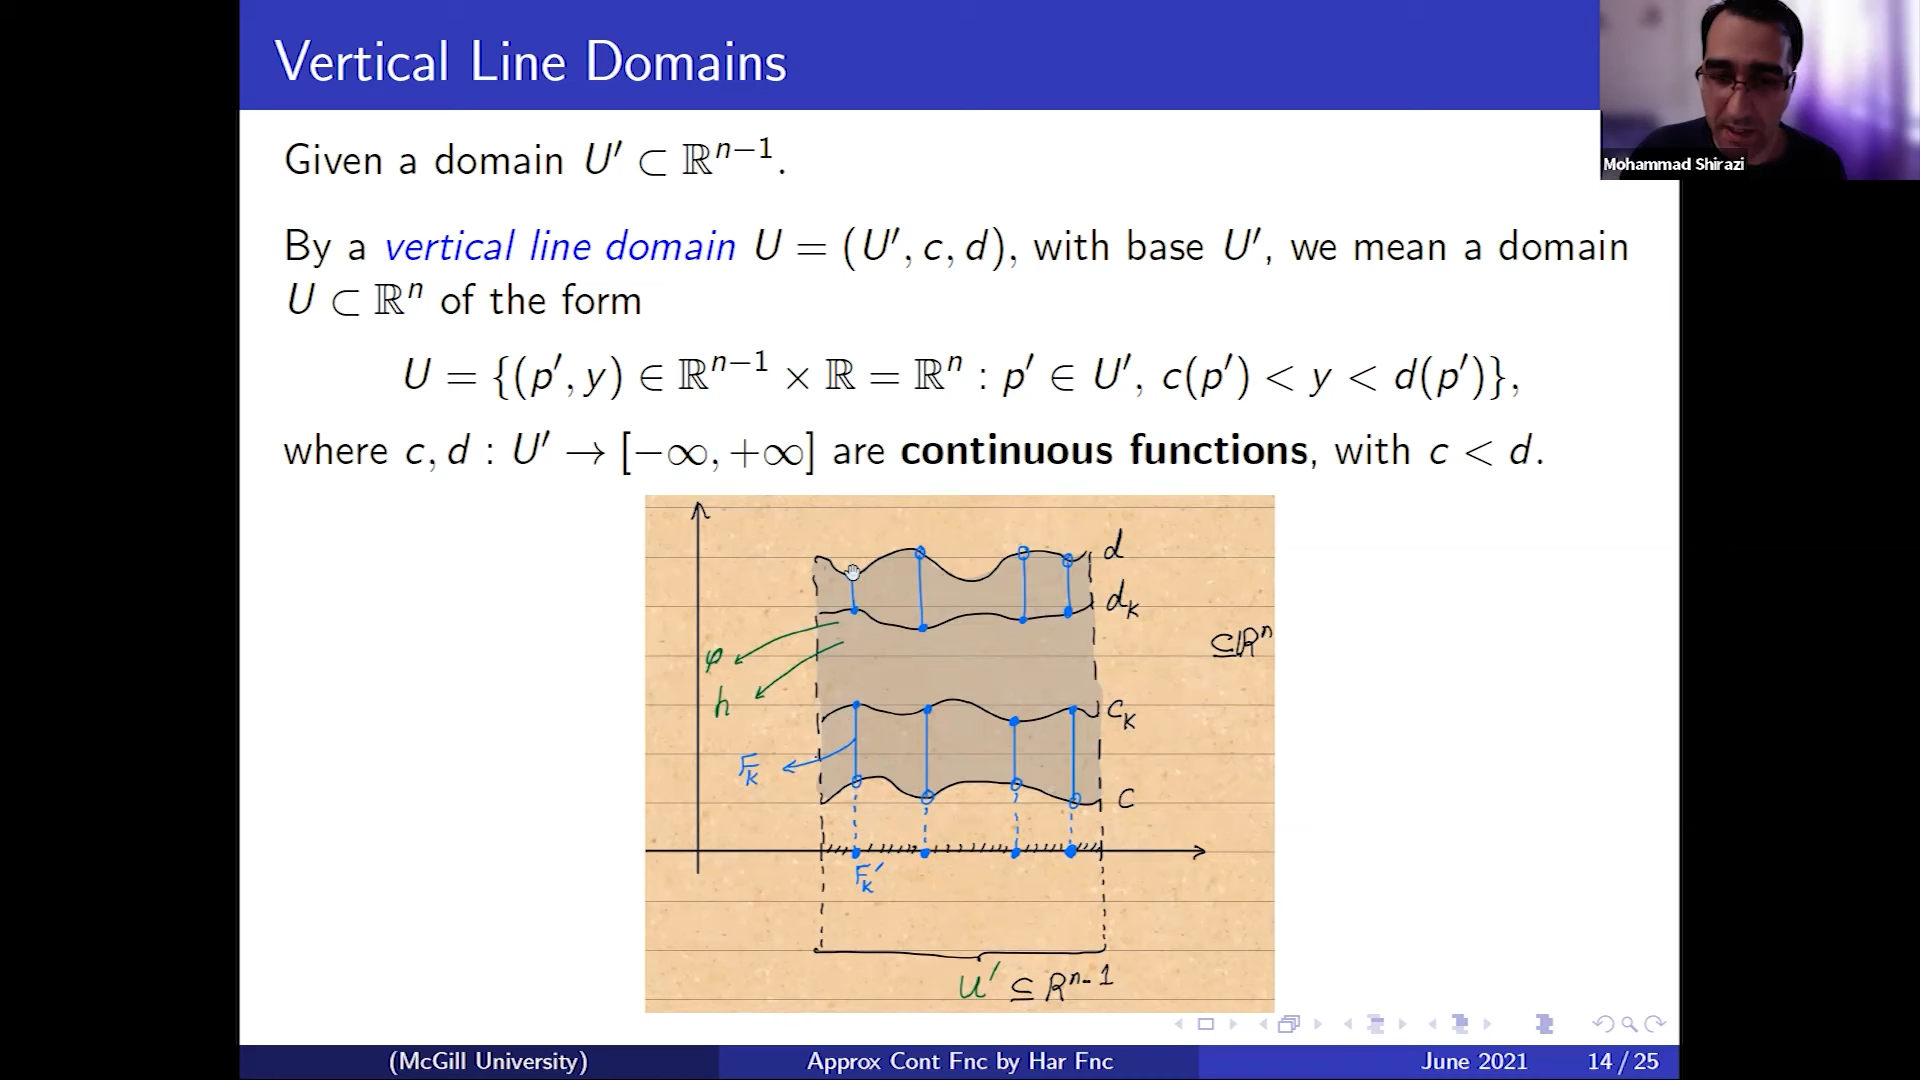 Vertical Line Domains
Mohammad Shirazi
Given a domain U′ ⊂ ℝⁿ⁻¹.
By a vertical line domain U = (U′, c, d), with base U′, we mean a domain
U ⊂ ℝⁿ of the form
U = {(p′, y) ∈ ℝⁿ⁻¹ × ℝ = ℝⁿ : p′ ∈ U′, c(p′) < y < d(p′)},
where c, d : U′ → [−∞, +∞] are continuous functions, with c < d.
d
d_k
⊆ℝⁿ
φ
h
c_k
F_k
c
F_k′
U′ ⊆ ℝⁿ⁻¹
(McGill University) Approx Cont Fnc by Har Fnc June 2021 14 / 25